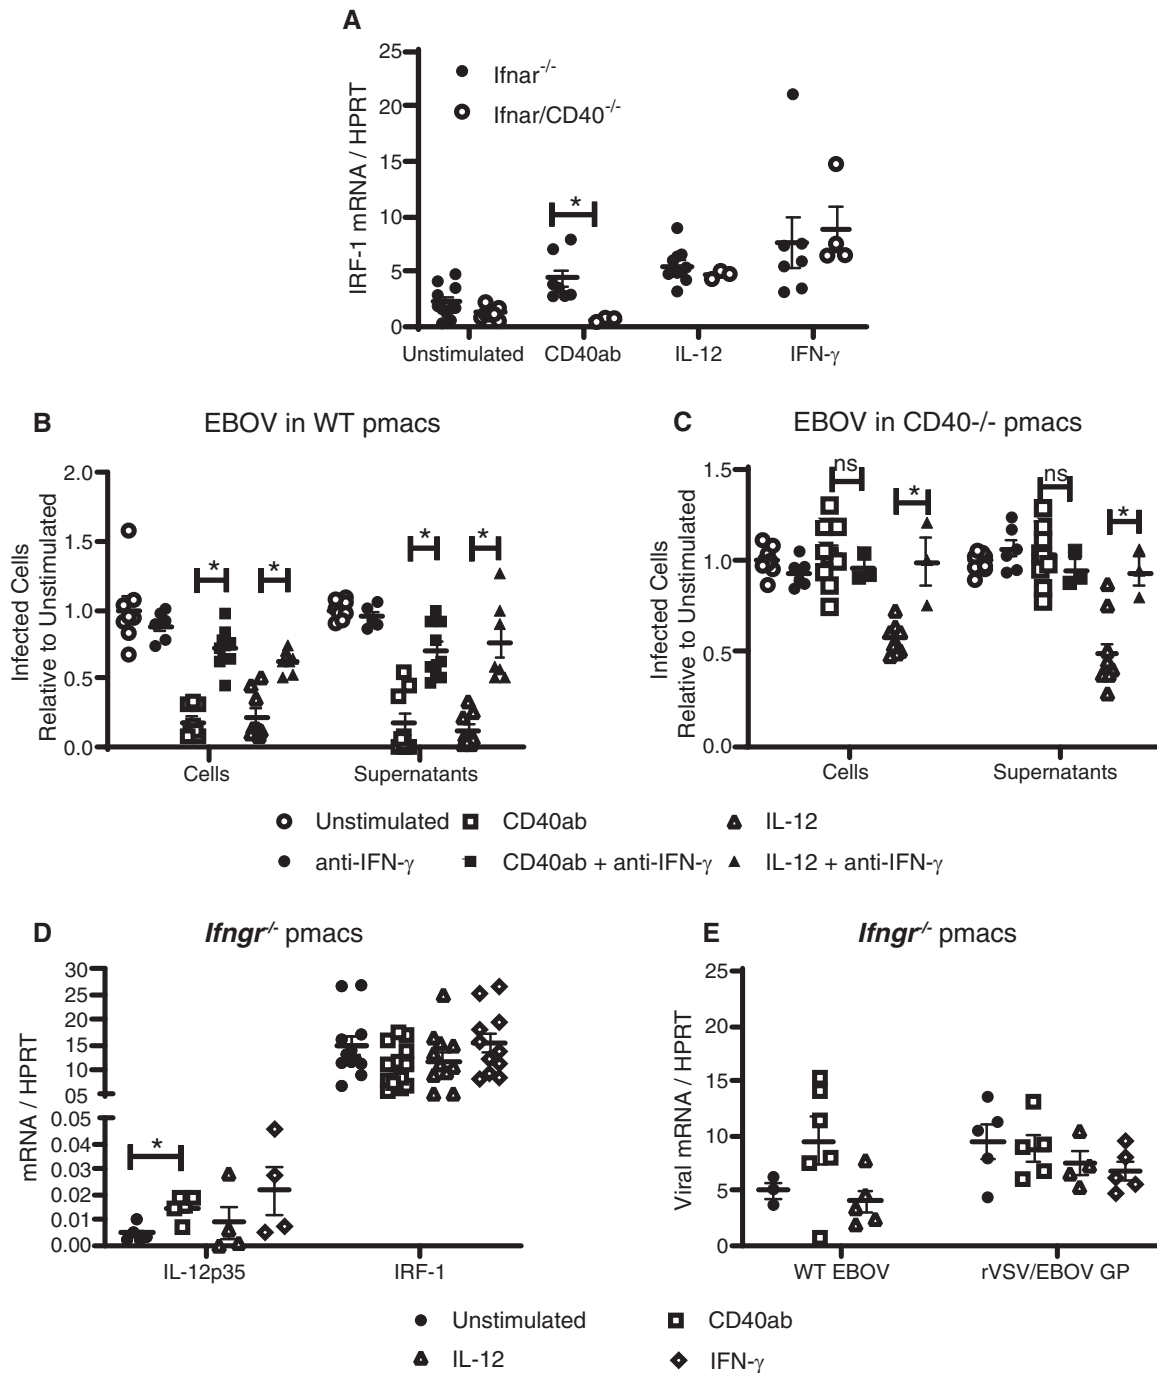 A
IRF-1 mRNA / HPRT
25
20
15
10
5
0
Ifnar-/-
Ifnar/CD40-/-
*
Unstimulated CD40ab IL-12 IFN-γ
B
EBOV in WT pmacs
Infected Cells
Relative to Unstimulated
2.0
1.5
1.0
0.5
0.0
* * * *
Cells Supernatants
C
EBOV in CD40-/- pmacs
Infected Cells
Relative to Unstimulated
1.5
1.0
0.5
0.0
ns * ns *
Cells Supernatants
Unstimulated CD40ab IL-12
anti-IFN-γ CD40ab + anti-IFN-γ IL-12 + anti-IFN-γ
D
Ifngr-/- pmacs
mRNA / HPRT
30
25
20
15
10
05
0.05
0.04
0.03
0.02
0.01
0.00
*
IL-12p35 IRF-1
E
Ifngr-/- pmacs
Viral mRNA / HPRT
25
20
15
10
5
0
WT EBOV rVSV/EBOV GP
Unstimulated CD40ab
IL-12 IFN-γ